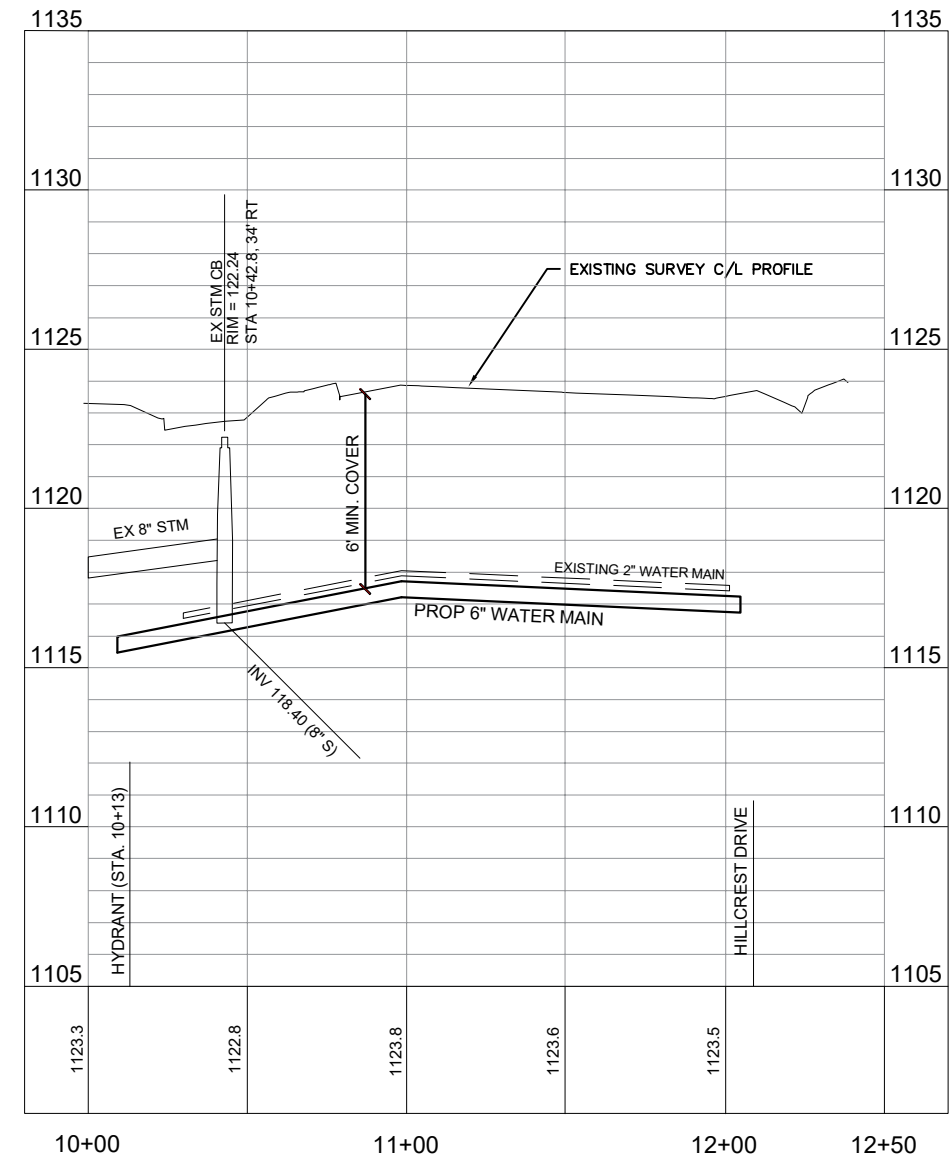 1135
1135
1130
1130
EX STM CB
RIM = 122.24
STA 10+42.8, 34' RT
EXISTING SURVEY C/L PROFILE
1125
1125
6' MIN. COVER
1120
1120
EX 8" STM
EXISTING 2" WATER MAIN
PROP 6" WATER MAIN
1115
1115
INV 118.40 (8" S)
HYDRANT (STA. 10+13)
HILLCREST DRIVE
1110
1110
1105
1105
1123.3
1122.8
1123.8
1123.6
1123.5
10+00
11+00
12+00
12+50